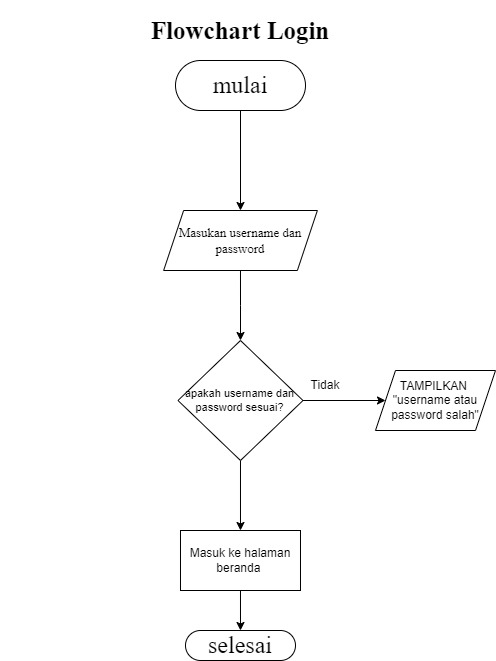 Flowchart Login
mulai
Masukan username dan
password
apakah username dan
password sesuai?
Tidak
TAMPILKAN
"username atau
password salah"
Masuk ke halaman
beranda
selesai